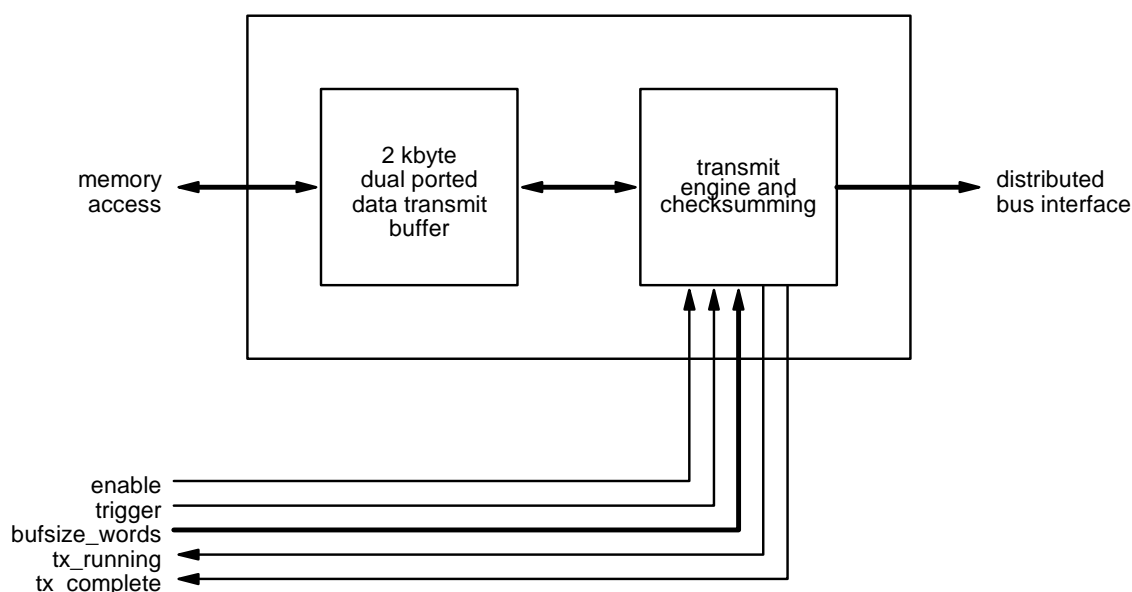 memory
access
2 kbyte
dual ported
data transmit
buffer
transmit
engine and
checksumming
distributed
bus interface
enable
trigger
bufsize_words
tx_running
tx_complete